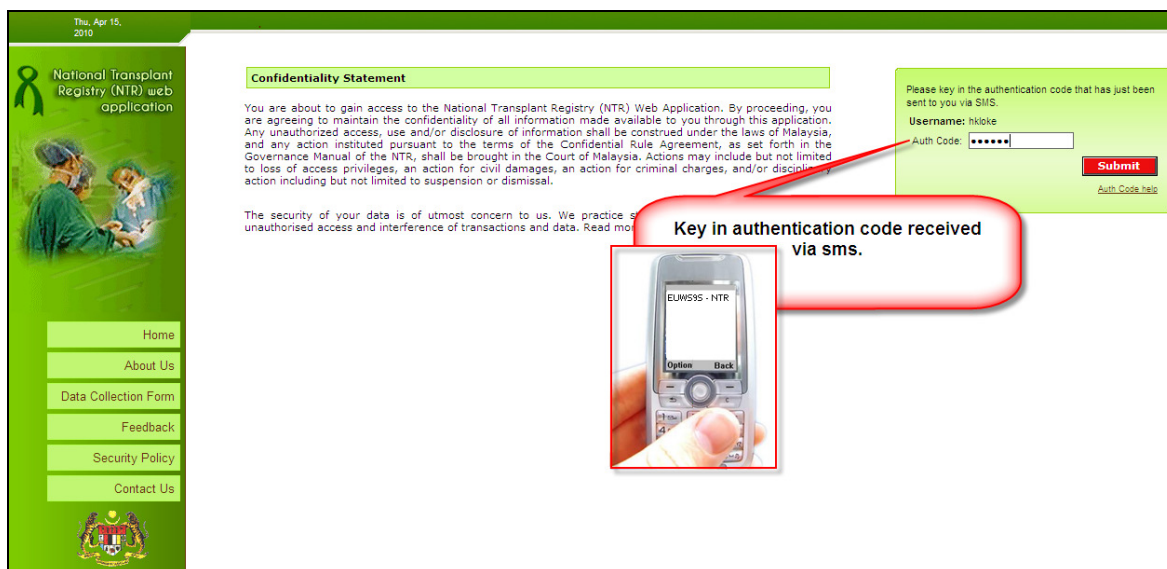 Thu, Apr 15,
2010
National Transplant
Registry (NTR) web
application
Confidentiality Statement
You are about to gain access to the National Transplant Registry (NTR) Web Application. By proceeding, you
are agreeing to maintain the confidentiality of all information made available to you through this application.
Any unauthorized access, use and/or disclosure of information shall be construed under the laws of Malaysia,
and any action instituted pursuant to the terms of the Confidential Rule Agreement, as set forth in the
Governance Manual of the NTR, shall be brought in the Court of Malaysia. Actions may include but not limited
to loss of access privileges, an action for civil damages, an action for criminal charges, and/or disciplinary
action including but not limited to suspension or dismissal.
The security of your data is of utmost concern to us. We practice
unauthorised access and interference of transactions and data. Read
Please key in the authentication code that has just been
sent to you via SMS.
Username: hkloke
Auth Code: ●●●●●●
Submit
Auth Code help
Key in authentication code received
via sms.
EUWS9S - NTR
Option Back
Home
About Us
Data Collection Form
Feedback
Security Policy
Contact Us